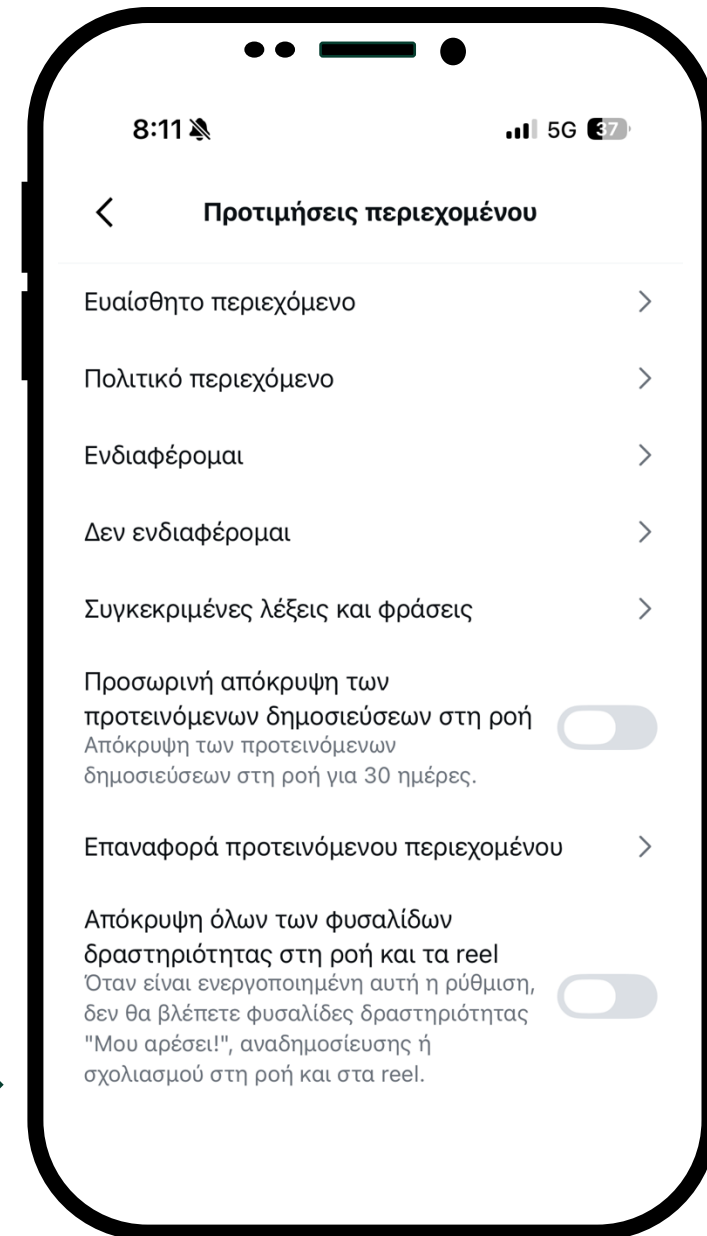 8:11
5G 37
Προτιμήσεις περιεχομένου
Ευαίσθητο περιεχόμενο
Πολιτικό περιεχόμενο
Ενδιαφέρομαι
Δεν ενδιαφέρομαι
Συγκεκριμένες λέξεις και φράσεις
Προσωρινή απόκρυψη των
προτεινόμενων δημοσιεύσεων στη ροή
Απόκρυψη των προτεινόμενων
δημοσιεύσεων στη ροή για 30 ημέρες.
Επαναφορά προτεινόμενου περιεχομένου
Απόκρυψη όλων των φυσαλίδων
δραστηριότητας στη ροή και τα reel
Όταν είναι ενεργοποιημένη αυτή η ρύθμιση,
δεν θα βλέπετε φυσαλίδες δραστηριότητας
"Μου αρέσει!", αναδημοσίευσης ή
σχολιασμού στη ροή και στα reel.